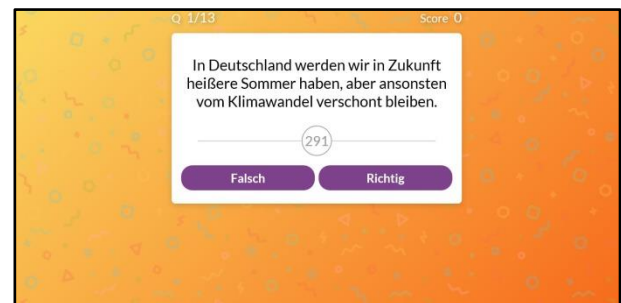 Q 1/13 Score 0
In Deutschland werden wir in Zukunft
heißere Sommer haben, aber ansonsten
vom Klimawandel verschont bleiben.
291
Falsch Richtig